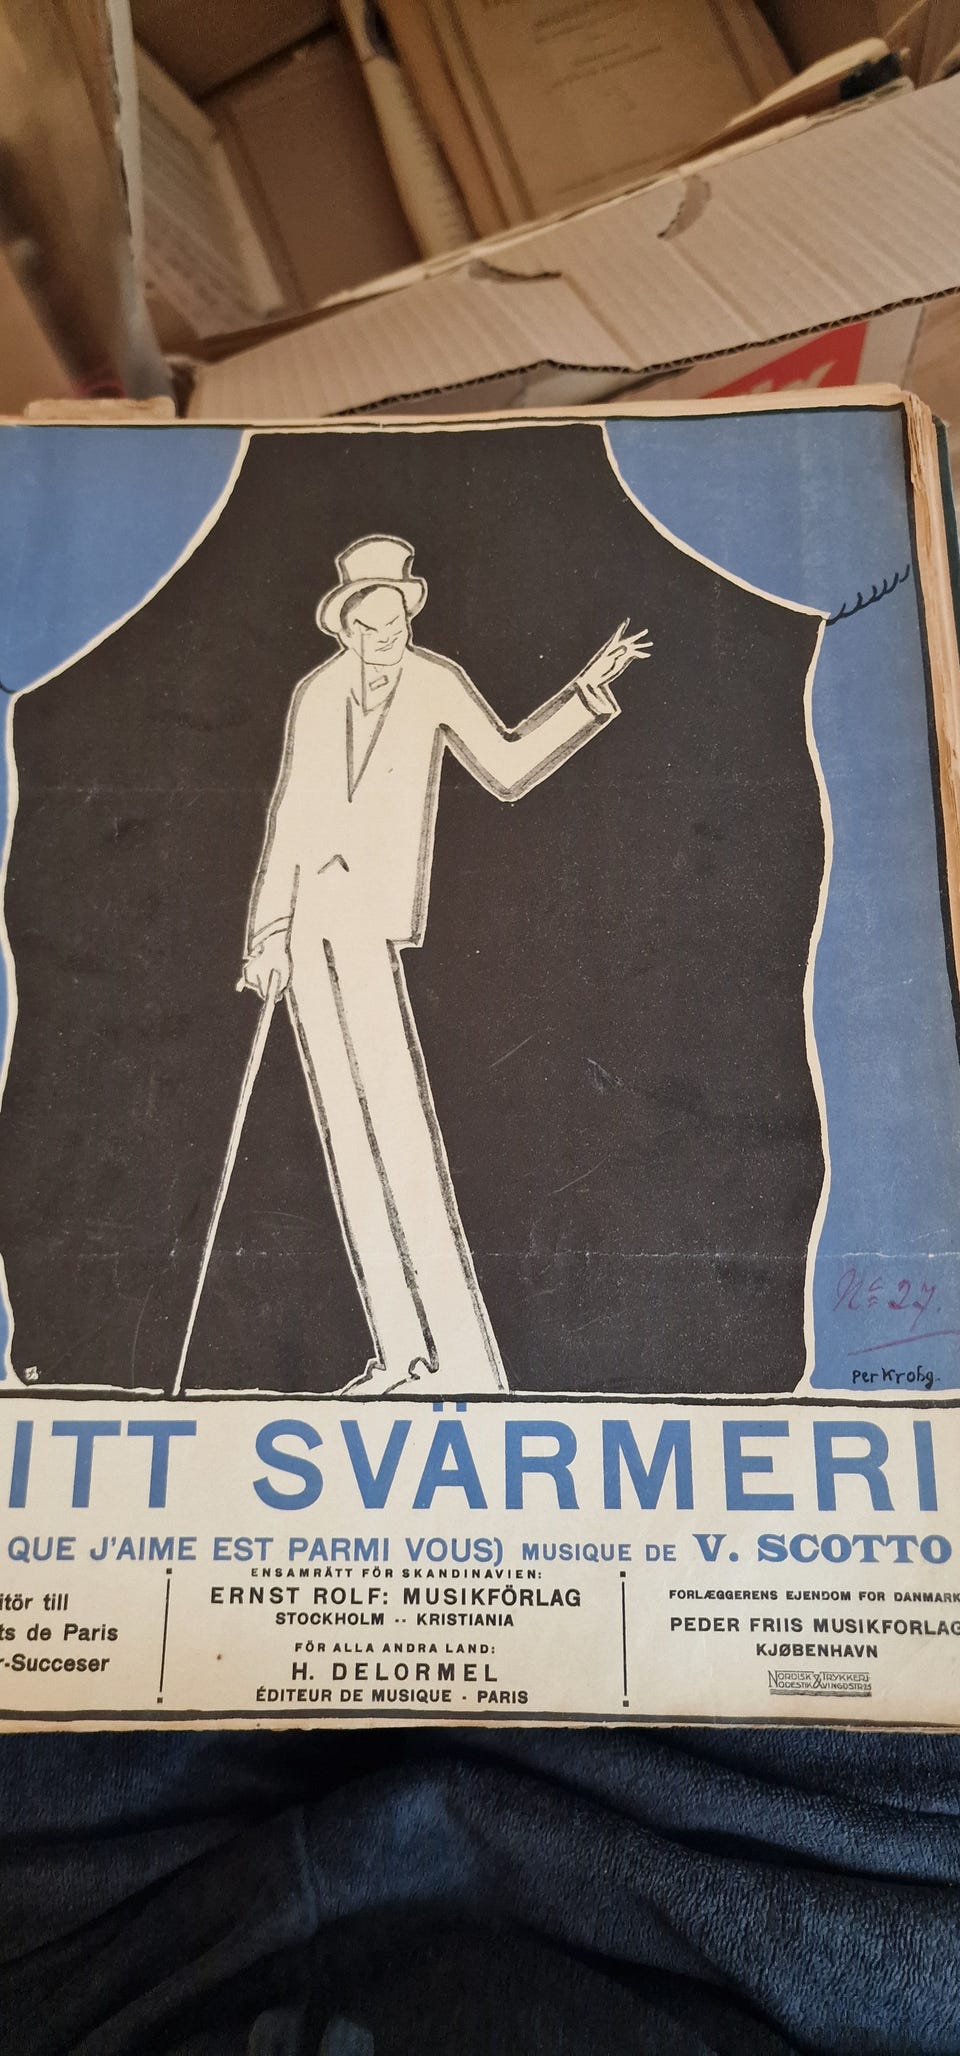 Nº 27.
Per Krohg.
ITT SVÄRMERI
QUE J'AIME EST PARMI VOUS) MUSIQUE DE V. SCOTTO
itör till
ts de Paris
r-Succeser
ENSAMRÄTT FÖR SKANDINAVIEN:
ERNST ROLF: MUSIKFÖRLAG
STOCKHOLM -- KRISTIANIA
FÖR ALLA ANDRA LAND:
H. DELORMEL
ÉDITEUR DE MUSIQUE - PARIS
FORLÆGGERENS EJENDOM FOR DANMARK
PEDER FRIIS MUSIKFORLAG
KJØBENHAVN
NORDISK TRYKKERI